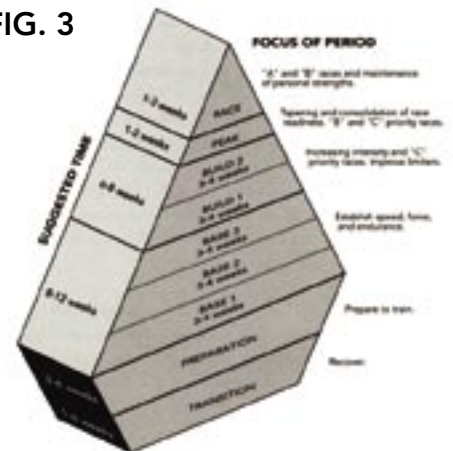 FIG. 3
FOCUS OF PERIOD
"A" and "B" races and maintenance
of personal strengths.
Tapering and consolidation of race
readiness. "B" and "C" priority races.
Increasing intensity and "C"
priority races. Improve limiters.
Establish speed, force,
and endurance.
Prepare to train.
Recover.
SUGGESTED TIME
1-2 weeks
1-2 weeks
6-8 weeks
8-12 weeks
weeks
weeks
RACE
PEAK
BUILD 2
3-4 weeks
BUILD 1
3-4 weeks
BASE 3
3-4 weeks
BASE 2
3-4 weeks
BASE 1
3-4 weeks
PREPARATION
TRANSITION